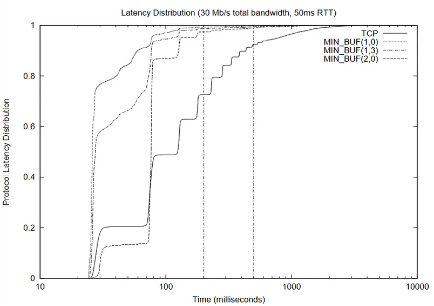 Latency Distribution (30 Mb/s total bandwidth, 50ms RTT)
Protocol Latency Distribution
1
0.8
0.6
0.4
0.2
0
TCP
MIN_BUF(1,0)
MIN_BUF(1,3)
MIN_BUF(2,0)
10 100 1000 10000
Time (milliseconds)